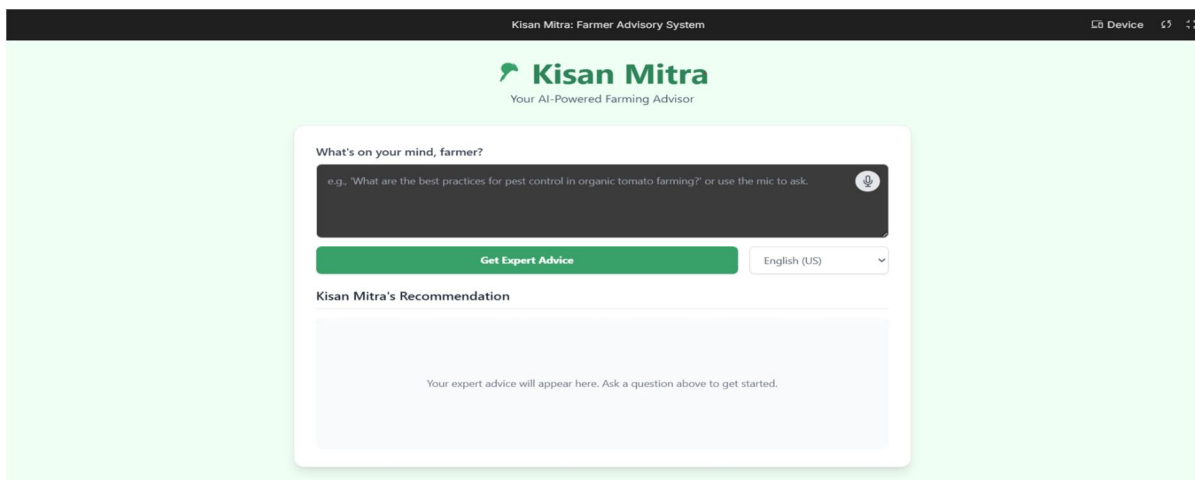 Kisan Mitra: Farmer Advisory System
Device
Kisan Mitra
Your AI-Powered Farming Advisor
What's on your mind, farmer?
e.g., 'What are the best practices for pest control in organic tomato farming?' or use the mic to ask.
Get Expert Advice
English (US)
Kisan Mitra's Recommendation
Your expert advice will appear here. Ask a question above to get started.